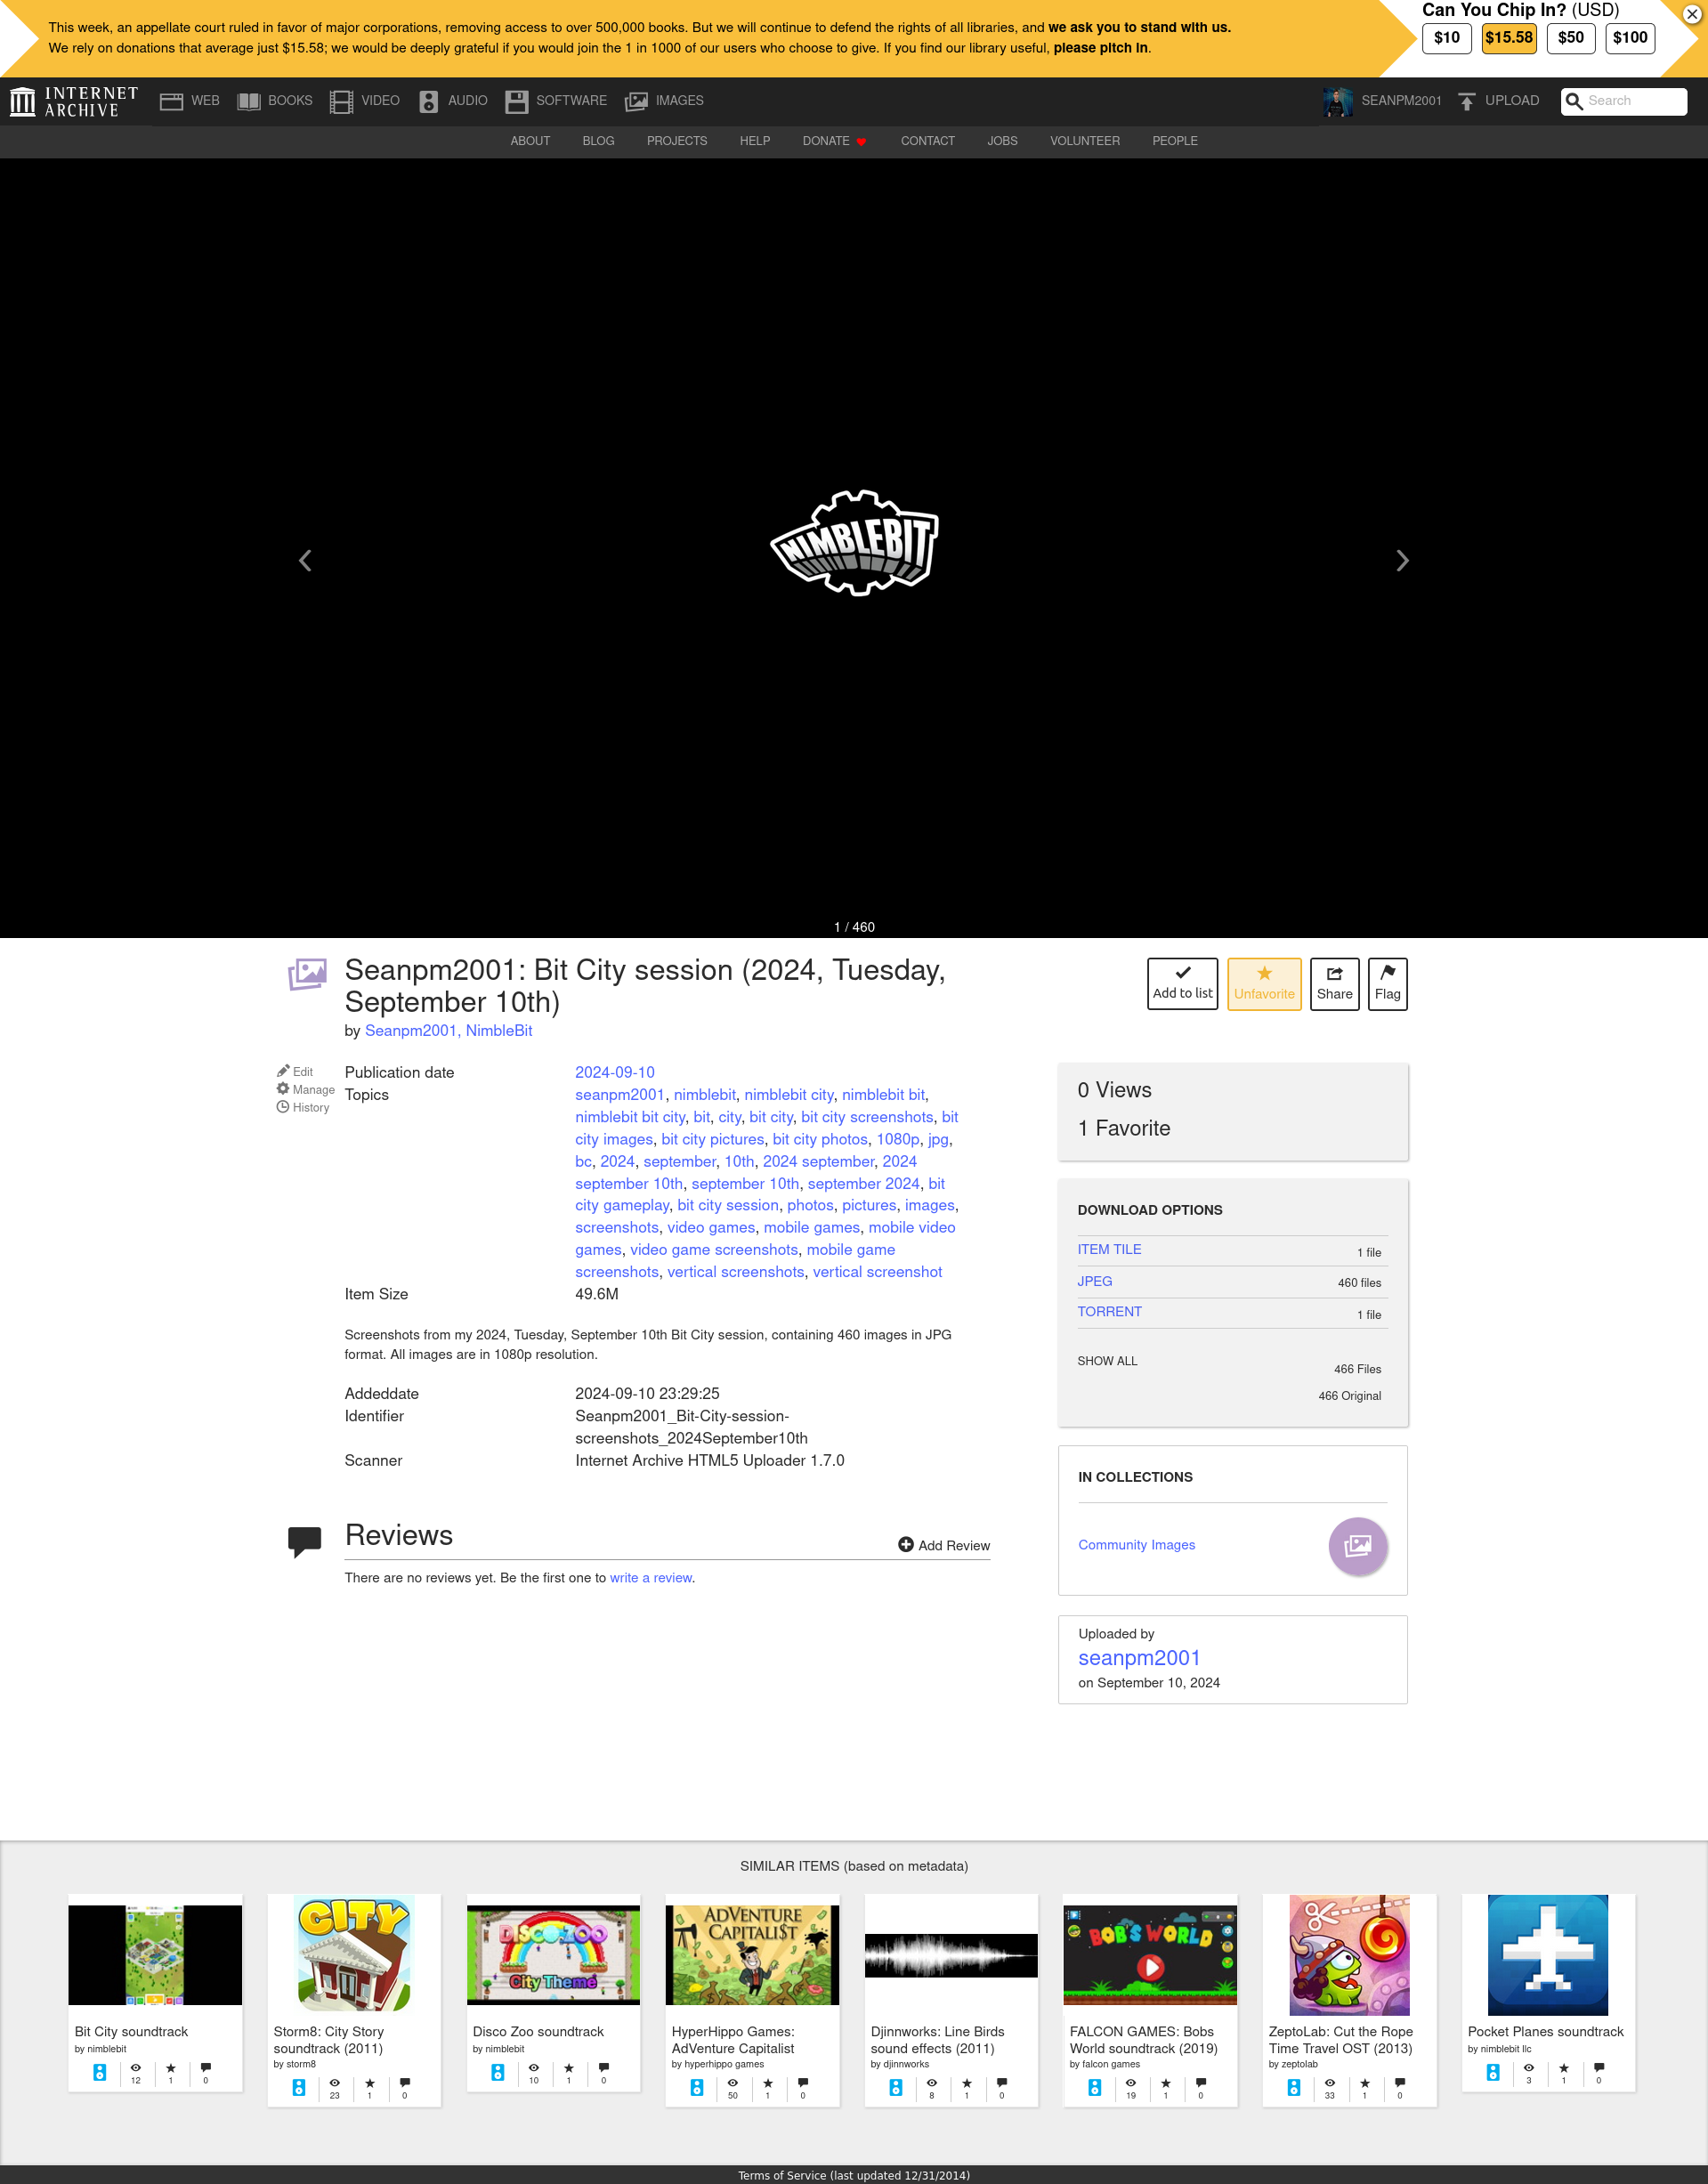 This week, an appellate court ruled in favor of major corporations, removing access to over 500,000 books. But we will continue to defend the rights of all libraries, and we ask you to stand with us.
We rely on donations that average just $15.58; we would be deeply grateful if you would join the 1 in 1000 of our users who choose to give. If you find our library useful, please pitch in.
Can You Chip In? (USD)
$10 $15.58 $50 $100
INTERNET ARCHIVE
WEB BOOKS VIDEO AUDIO SOFTWARE IMAGES SEANPM2001 UPLOAD Search
ABOUT BLOG PROJECTS HELP DONATE CONTACT JOBS VOLUNTEER PEOPLE
NIMBLEBIT
1 / 460
Seanpm2001: Bit City session (2024, Tuesday,
September 10th)
by Seanpm2001, NimbleBit
Add to list Unfavorite Share Flag
Edit
Manage
History
Publication date 2024-09-10
Topics seanpm2001, nimblebit, nimblebit city, nimblebit bit,
nimblebit bit city, bit, city, bit city, bit city screenshots, bit
city images, bit city pictures, bit city photos, 1080p, jpg,
bc, 2024, september, 10th, 2024 september, 2024
september 10th, september 10th, september 2024, bit
city gameplay, bit city session, photos, pictures, images,
screenshots, video games, mobile games, mobile video
games, video game screenshots, mobile game
screenshots, vertical screenshots, vertical screenshot
Item Size 49.6M
Screenshots from my 2024, Tuesday, September 10th Bit City session, containing 460 images in JPG
format. All images are in 1080p resolution.
Addeddate 2024-09-10 23:29:25
Identifier Seanpm2001_Bit-City-session-
screenshots_2024September10th
Scanner Internet Archive HTML5 Uploader 1.7.0
Reviews
Add Review
There are no reviews yet. Be the first one to write a review.
0 Views
1 Favorite
DOWNLOAD OPTIONS
ITEM TILE 1 file
JPEG 460 files
TORRENT 1 file
SHOW ALL 466 Files
466 Original
IN COLLECTIONS
Community Images
Uploaded by
seanpm2001
on September 10, 2024
SIMILAR ITEMS (based on metadata)
Bit City soundtrack
by nimblebit
12 1 0
CITY
Storm8: City Story
soundtrack (2011)
by storm8
23 1 0
DISCO ZOO
City Theme
Disco Zoo soundtrack
by nimblebit
10 1 0
ADVENTURE
CAPITALI$T
HyperHippo Games:
AdVenture Capitalist
by hyperhippo games
50 1 0
Djinnworks: Line Birds
sound effects (2011)
by djinnworks
8 1 0
BOB'S WORLD
FALCON GAMES: Bobs
World soundtrack (2019)
by falcon games
19 1 0
ZeptoLab: Cut the Rope
Time Travel OST (2013)
by zeptolab
33 1 0
Pocket Planes soundtrack
by nimblebit llc
3 1 0
Terms of Service (last updated 12/31/2014)